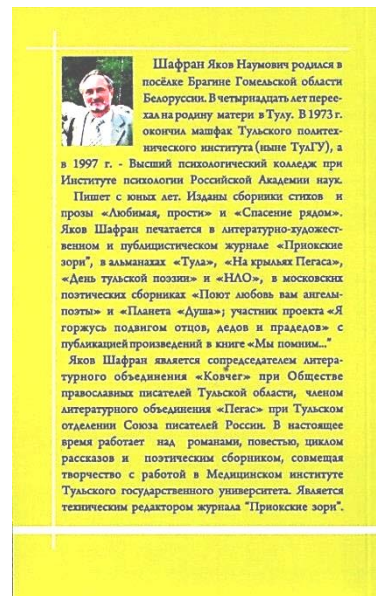 Шафран Яков Наумович родился в
посёлке Брагине Гомельской области
Белоруссии. В четырнадцать лет перее-
хал на родину матери в Тулу. В 1973 г.
окончил машфак Тульского политех-
нического института (ныне ТулГУ), а
в 1997 г. - Высший психологический колледж при
Институте психологии Российской Академии наук.
Пишет с юных лет. Изданы сборники стихов и
прозы «Любимая, прости» и «Спасение рядом».
Яков Шафран печатается в литературно-художест-
венном и публицистическом журнале «Приокские
зори", в альманахах «Тула», «На крыльях Пегаса»,
«День тульской поэзии» и «НЛО», в московских
поэтических сборниках «Поют любовь вам ангелы-
поэты» и «Планета «Душа»; участник проекта «Я
горжусь подвигом отцов, дедов и прадедов» с
публикацией произведений в книге «Мы помним..."
Яков Шафран является сопредседателем литера-
турного объединения «Ковчег» при Обществе
православных писателей Тульской области, членом
литературного объединения «Пегас» при Тульском
отделении Союза писателей России. В настоящее
время работает над романами, повестью, циклом
рассказов и поэтическим сборником, совмещая
творчество с работой в Медицинском институте
Тульского государственного университета. Является
техническим редактором журнала "Приокские зори".